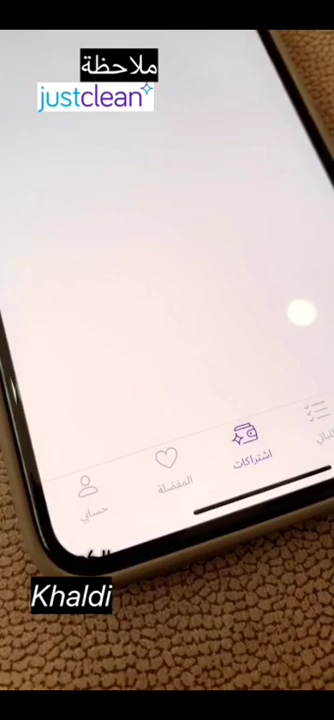 ملاحظة
justclean
اشتراكات
المفضلة
حسابي
Khaldi